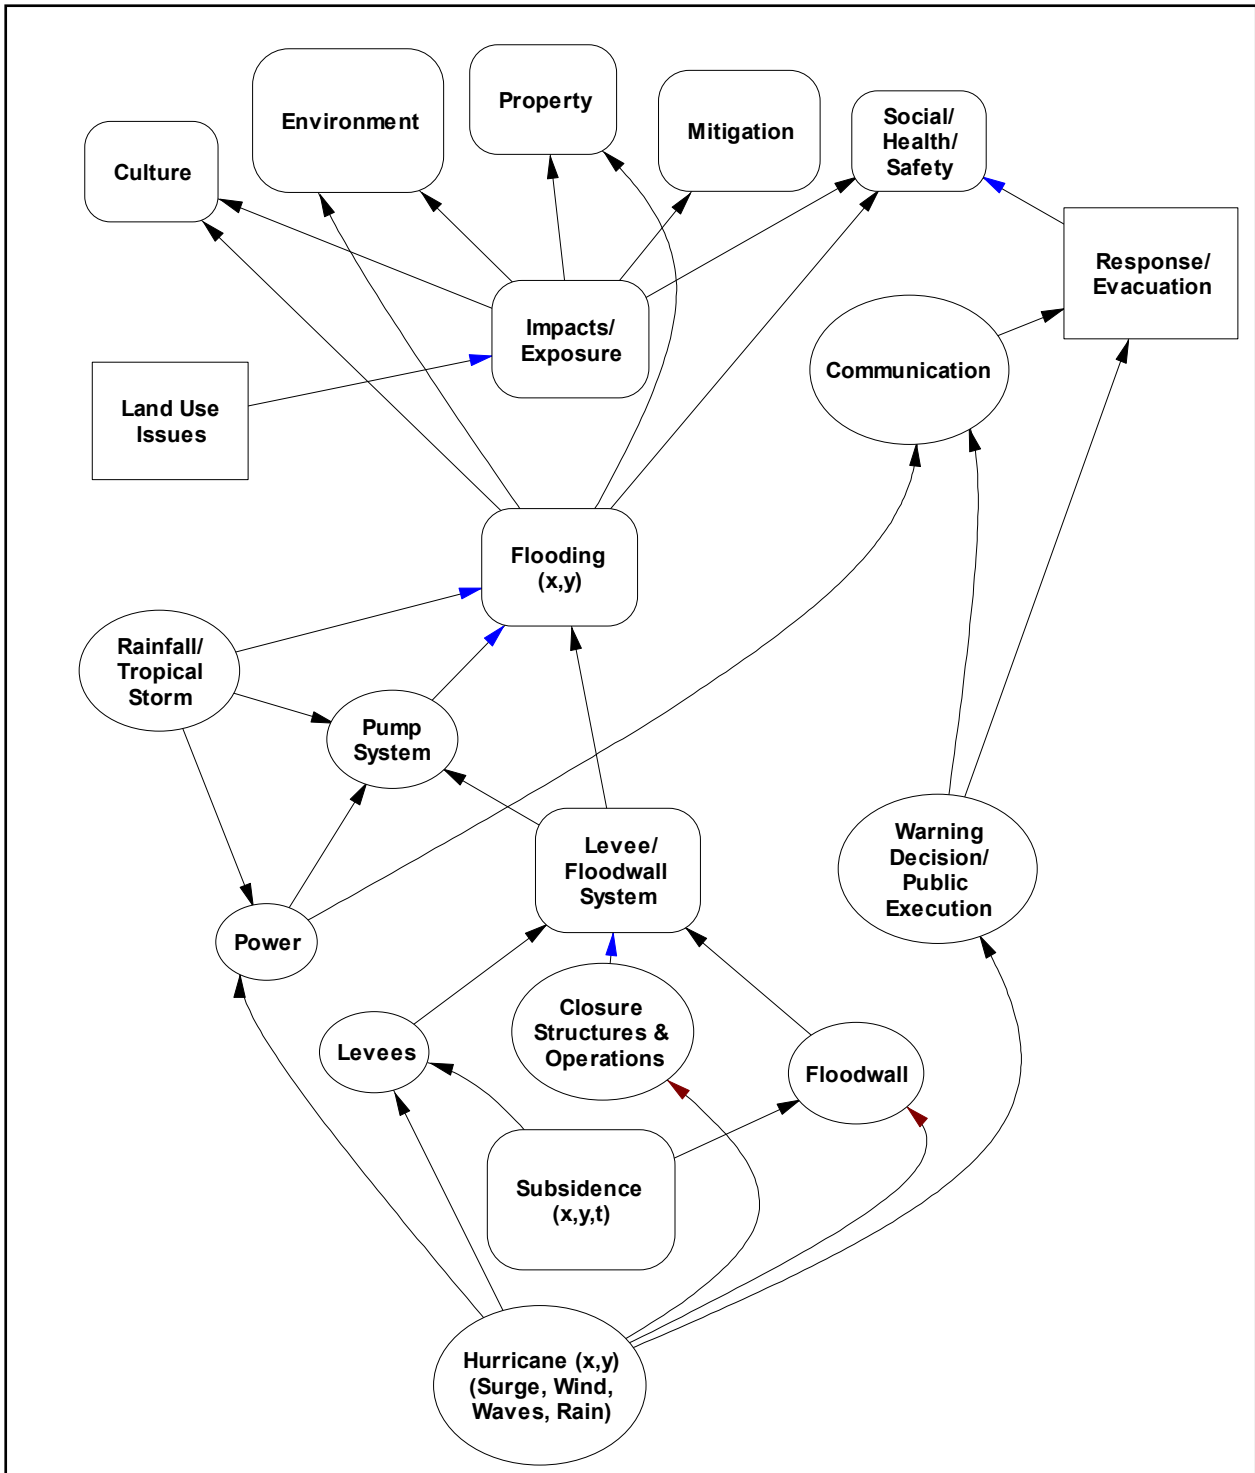 Property
Environment
Mitigation
Social/
Health/
Safety
Culture
Response/
Evacuation
Impacts/
Exposure
Communication
Land Use
Issues
Flooding
(x,y)
Rainfall/
Tropical
Storm
Pump
System
Levee/
Floodwall
System
Warning
Decision/
Public
Execution
Power
Closure
Structures &
Operations
Levees
Floodwall
Subsidence
(x,y,t)
Hurricane (x,y)
(Surge, Wind,
Waves, Rain)